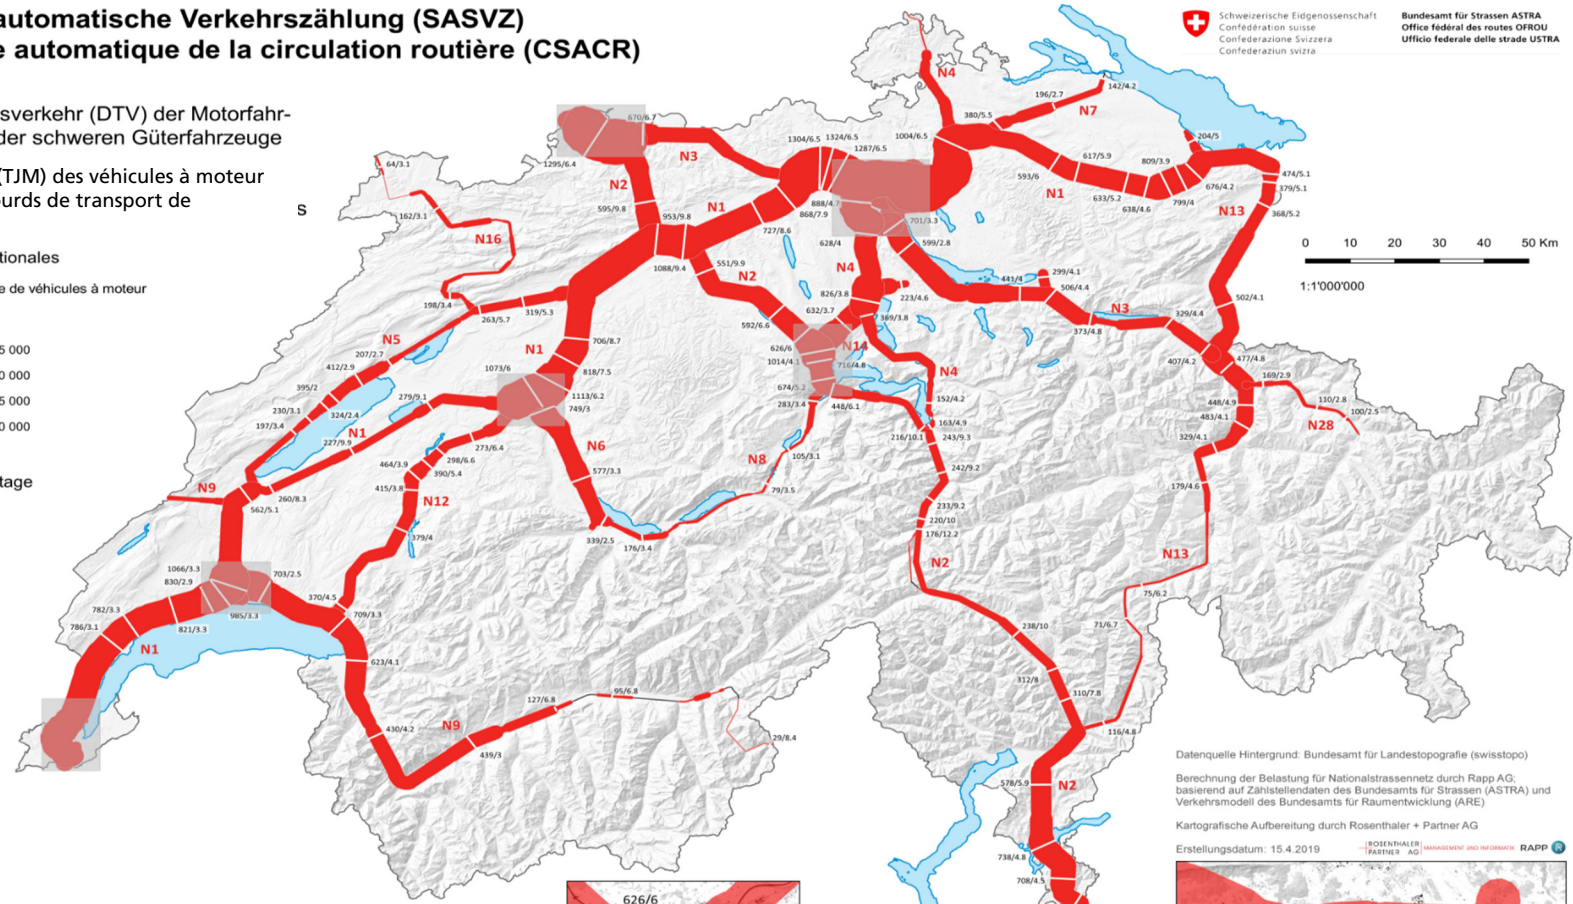 automatische Verkehrszählung (SASVZ)
e automatique de la circulation routière (CSACR)
sverkehr (DTV) der Motorfahr-
der schweren Güterfahrzeuge
(TJM) des véhicules à moteur
ourds de transport de
s
tionales
e de véhicules à moteur
5 000
0 000
5 000
0 000
tage
Schweizerische Eidgenossenschaft
Confédération suisse
Confederazione Svizzera
Confederaziun svizra
Bundesamt für Strassen ASTRA
Office fédéral des routes OFROU
Ufficio federale delle strade USTRA
0 10 20 30 40 50 Km
1:1'000'000
N4
196/2.7
142/4.2
N7
380/5.5
670/6.7
1295/6.4
N3
1304/6.5
1324/6.5
1287/6.5
1004/6.5
204/5
64/3.1
N2
617/5.9
809/3.9
593/6
N1
474/5.1
379/5.1
676/4.2
633/5.2
638/4.6
799/4
368/5.2
N13
162/3.1
595/9.8
953/9.8
N1
888/4.7
868/7.9
727/8.6
701/3.3
N16
628/4
599/2.8
1088/9.4
551/9.9
N2
N4
441/4
299/4.1
506/4.4
198/3.4
263/5.7
319/5.3
826/3.8
223/4.6
632/3.7
369/3.8
592/6.6
N3
373/4.8
329/4.4
502/4.1
N5
207/2.7
N1
706/8.7
626/6
N14
1014/4.1
716/4.8
407/4.2
477/4.8
412/2.9
1073/6
818/7.5
N4
169/2.9
395/2
674/5.2
283/3.4
448/6.1
152/4.2
448/4.9
483/4.1
110/2.8
100/2.5
N28
279/9.1
1113/6.2
749/3
230/3.1
324/2.4
197/3.4
N1
227/9.9
163/4.9
216/10.1
243/9.3
329/4.1
273/6.4
N6
464/3.9
298/6.6
390/5.4
N8
105/3.1
242/9.2
N9
260/8.3
415/3.8
N12
577/3.3
79/3.5
179/4.6
562/5.1
233/9.2
220/10
176/12.2
379/4
339/2.5
176/3.4
N2
N13
1066/3.3
830/2.9
703/2.5
370/4.5
709/3.3
985/3.3
75/6.2
782/3.3
786/3.1
821/3.3
N1
238/10
71/6.7
623/4.1
312/8
310/7.8
127/6.8
95/6.8
430/4.2
N9
439/3
29/8.4
116/4.8
578/5.9
N2
738/4.8
708/4.5
Datenquelle Hintergrund: Bundesamt für Landestopografie (swisstopo)
Berechnung der Belastung für Nationalstrassennetz durch Rapp AG;
basierend auf Zählstellendaten des Bundesamts für Strassen (ASTRA) und
Verkehrsmodell des Bundesamts für Raumentwicklung (ARE)
Kartografische Aufbereitung durch Rosenthaler + Partner AG
Erstellungsdatum: 15.4.2019
ROSENTHALER
PARTNER AG
MANAGEMENT UND INFORMATIK
RAPP
626/6